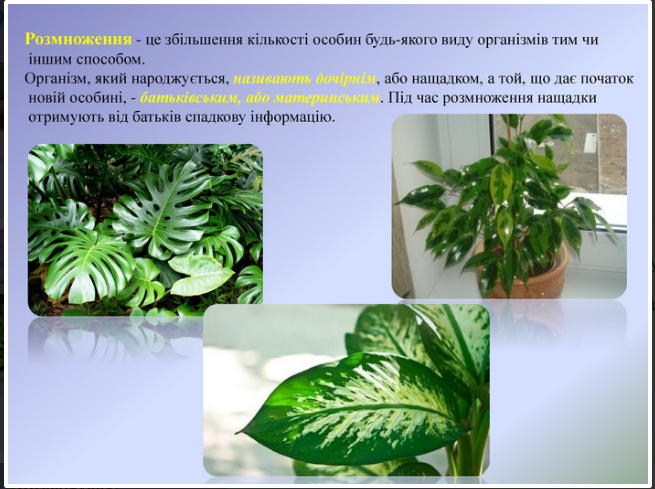 Розмноження - це збільшення кількості особин будь-якого виду організмів тим чи
іншим способом.
Організм, який народжується, називають дочірнім, або нащадком, а той, що дає початок
новій особині, - батьківським, або материнським. Під час розмноження нащадки
отримують від батьків спадкову інформацію.